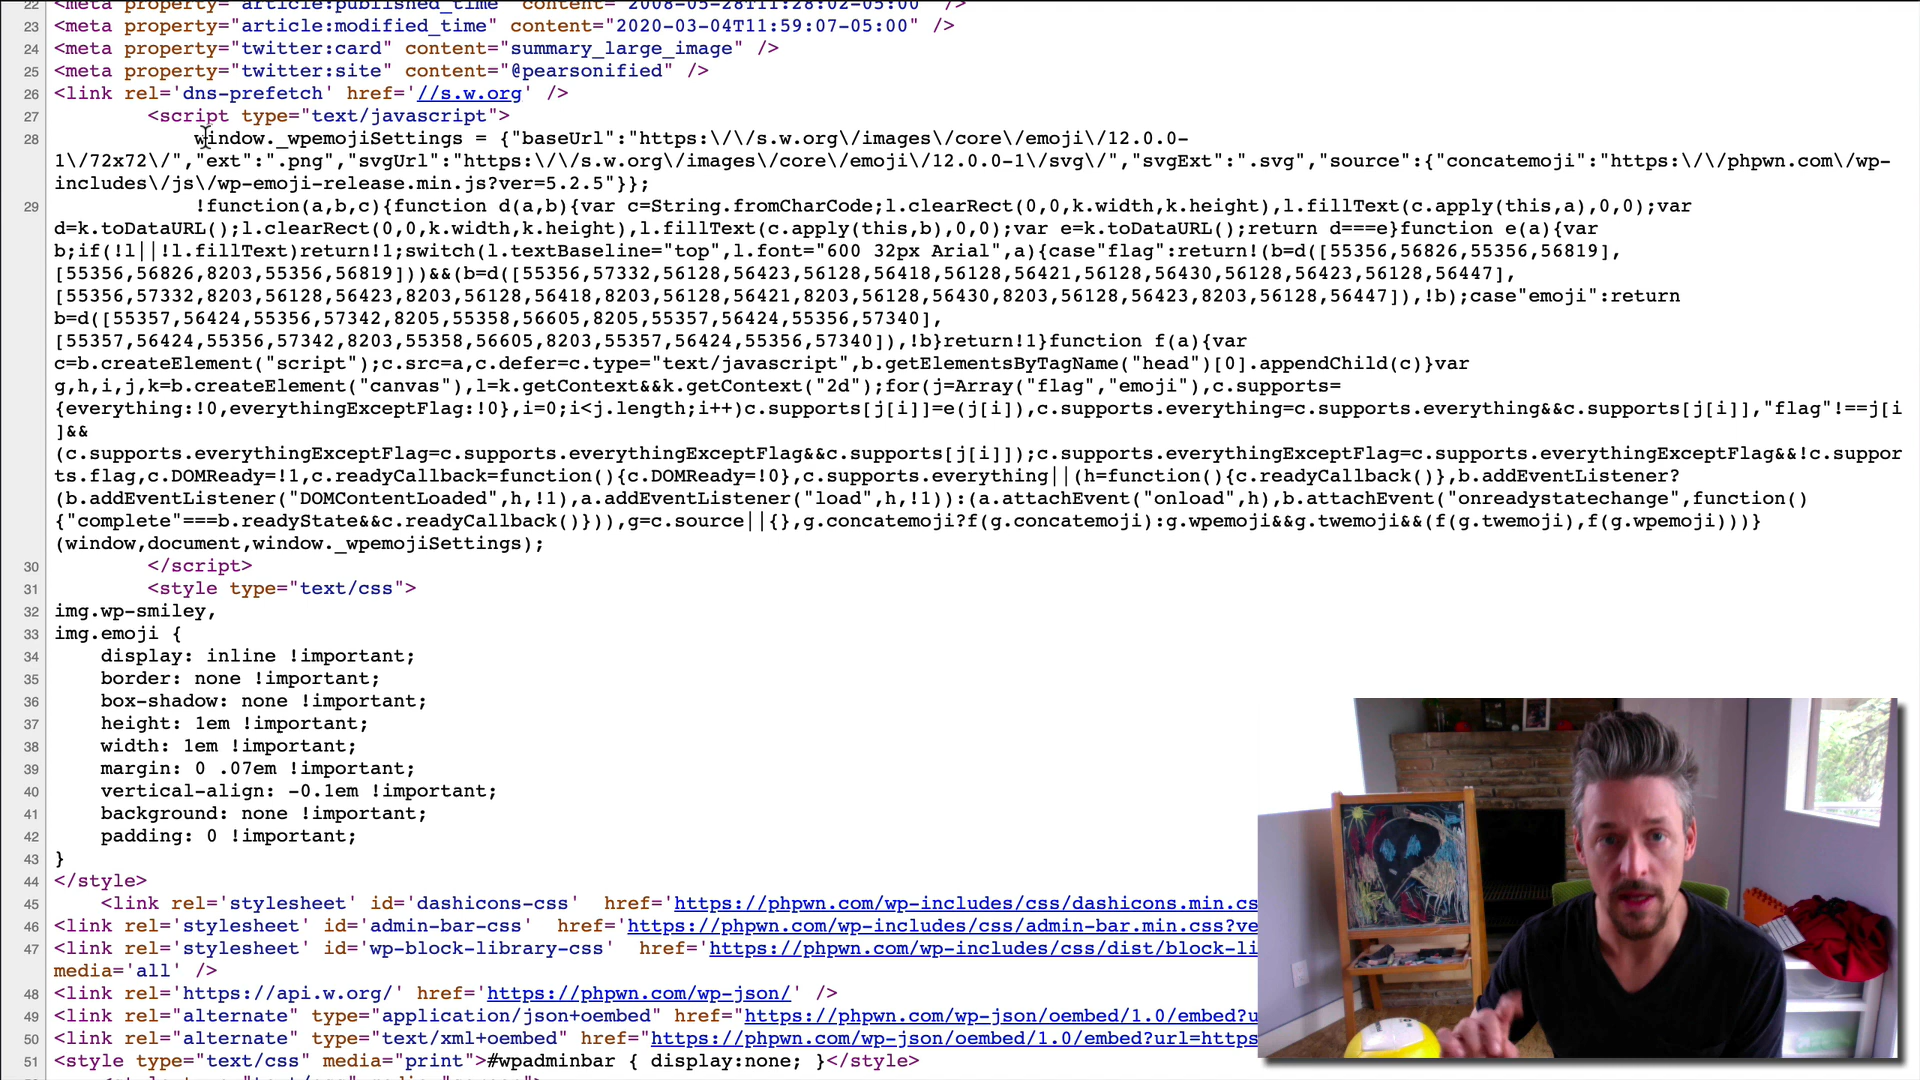 22 <meta property="article:published_time" content="2008-05-28T11:28:02-05:00" />
23 <meta property="article:modified_time" content="2020-03-04T11:59:07-05:00" />
24 <meta property="twitter:card" content="summary_large_image" />
25 <meta property="twitter:site" content="@pearsonified" />
26 <link rel='dns-prefetch' href='//s.w.org' />
27 <script type="text/javascript">
28 window._wpemojiSettings = {"baseUrl":"https:\/\/s.w.org\/images\/core\/emoji\/12.0.0-
1\/72x72\/","ext":".png","svgUrl":"https:\/\/s.w.org\/images\/core\/emoji\/12.0.0-1\/svg\/","svgExt":".svg","source":{"concatemoji":"https:\/\/phpwn.com\/wp-
includes\/js\/wp-emoji-release.min.js?ver=5.2.5"}};
29 !function(a,b,c){function d(a,b){var c=String.fromCharCode;l.clearRect(0,0,k.width,k.height),l.fillText(c.apply(this,a),0,0);var
d=k.toDataURL();l.clearRect(0,0,k.width,k.height),l.fillText(c.apply(this,b),0,0);var e=k.toDataURL();return d===e}function e(a){var
b;if(!l||!l.fillText)return!1;switch(l.textBaseline="top",l.font="600 32px Arial",a){case"flag":return!(b=d([55356,56826,55356,56819],
[55356,56826,8203,55356,56819]))&&(b=d([55356,57332,56128,56423,56128,56418,56128,56421,56128,56430,56128,56423,56128,56447],
[55356,57332,8203,56128,56423,8203,56128,56418,8203,56128,56421,8203,56128,56430,8203,56128,56423,8203,56128,56447]),!b);case"emoji":return
b=d([55357,56424,55356,57342,8205,55358,56605,8205,55357,56424,55356,57340],
[55357,56424,55356,57342,8203,55358,56605,8203,55357,56424,55356,57340]),!b}return!1}function f(a){var
c=b.createElement("script");c.src=a,c.defer=c.type="text/javascript",b.getElementsByTagName("head")[0].appendChild(c)}var
g,h,i,j,k=b.createElement("canvas"),l=k.getContext&&k.getContext("2d");for(j=Array("flag","emoji"),c.supports=
{everything:!0,everythingExceptFlag:!0},i=0;i<j.length;i++)c.supports[j[i]]=e(j[i]),c.supports.everything=c.supports.everything&&c.supports[j[i]],"flag"!==j[i
]&&
(c.supports.everythingExceptFlag=c.supports.everythingExceptFlag&&c.supports[j[i]]);c.supports.everythingExceptFlag=c.supports.everythingExceptFlag&&!c.suppor
ts.flag,c.DOMReady=!1,c.readyCallback=function(){c.DOMReady=!0},c.supports.everything||(h=function(){c.readyCallback()},b.addEventListener?
(b.addEventListener("DOMContentLoaded",h,!1),a.addEventListener("load",h,!1)):(a.attachEvent("onload",h),b.attachEvent("onreadystatechange",function()
{"complete"===b.readyState&&c.readyCallback()})),g=c.source||{},g.concatemoji?f(g.concatemoji):g.wpemoji&&g.twemoji&&(f(g.twemoji),f(g.wpemoji)))}
(window,document,window._wpemojiSettings);
30 </script>
31 <style type="text/css">
32 img.wp-smiley,
33 img.emoji {
34 display: inline !important;
35 border: none !important;
36 box-shadow: none !important;
37 height: 1em !important;
38 width: 1em !important;
39 margin: 0 .07em !important;
40 vertical-align: -0.1em !important;
41 background: none !important;
42 padding: 0 !important;
43 }
44 </style>
45 <link rel='stylesheet' id='dashicons-css' href='https://phpwn.com/wp-includes/css/dashicons.min.cs
46 <link rel='stylesheet' id='admin-bar-css' href='https://phpwn.com/wp-includes/css/admin-bar.min.css?ve
47 <link rel='stylesheet' id='wp-block-library-css' href='https://phpwn.com/wp-includes/css/dist/block-li
media='all' />
48 <link rel='https://api.w.org/' href='https://phpwn.com/wp-json/' />
49 <link rel="alternate" type="application/json+oembed" href="https://phpwn.com/wp-json/oembed/1.0/embed?u
50 <link rel="alternate" type="text/xml+oembed" href="https://phpwn.com/wp-json/oembed/1.0/embed?url=https
51 <style type="text/css" media="print">#wpadminbar { display:none; }</style>